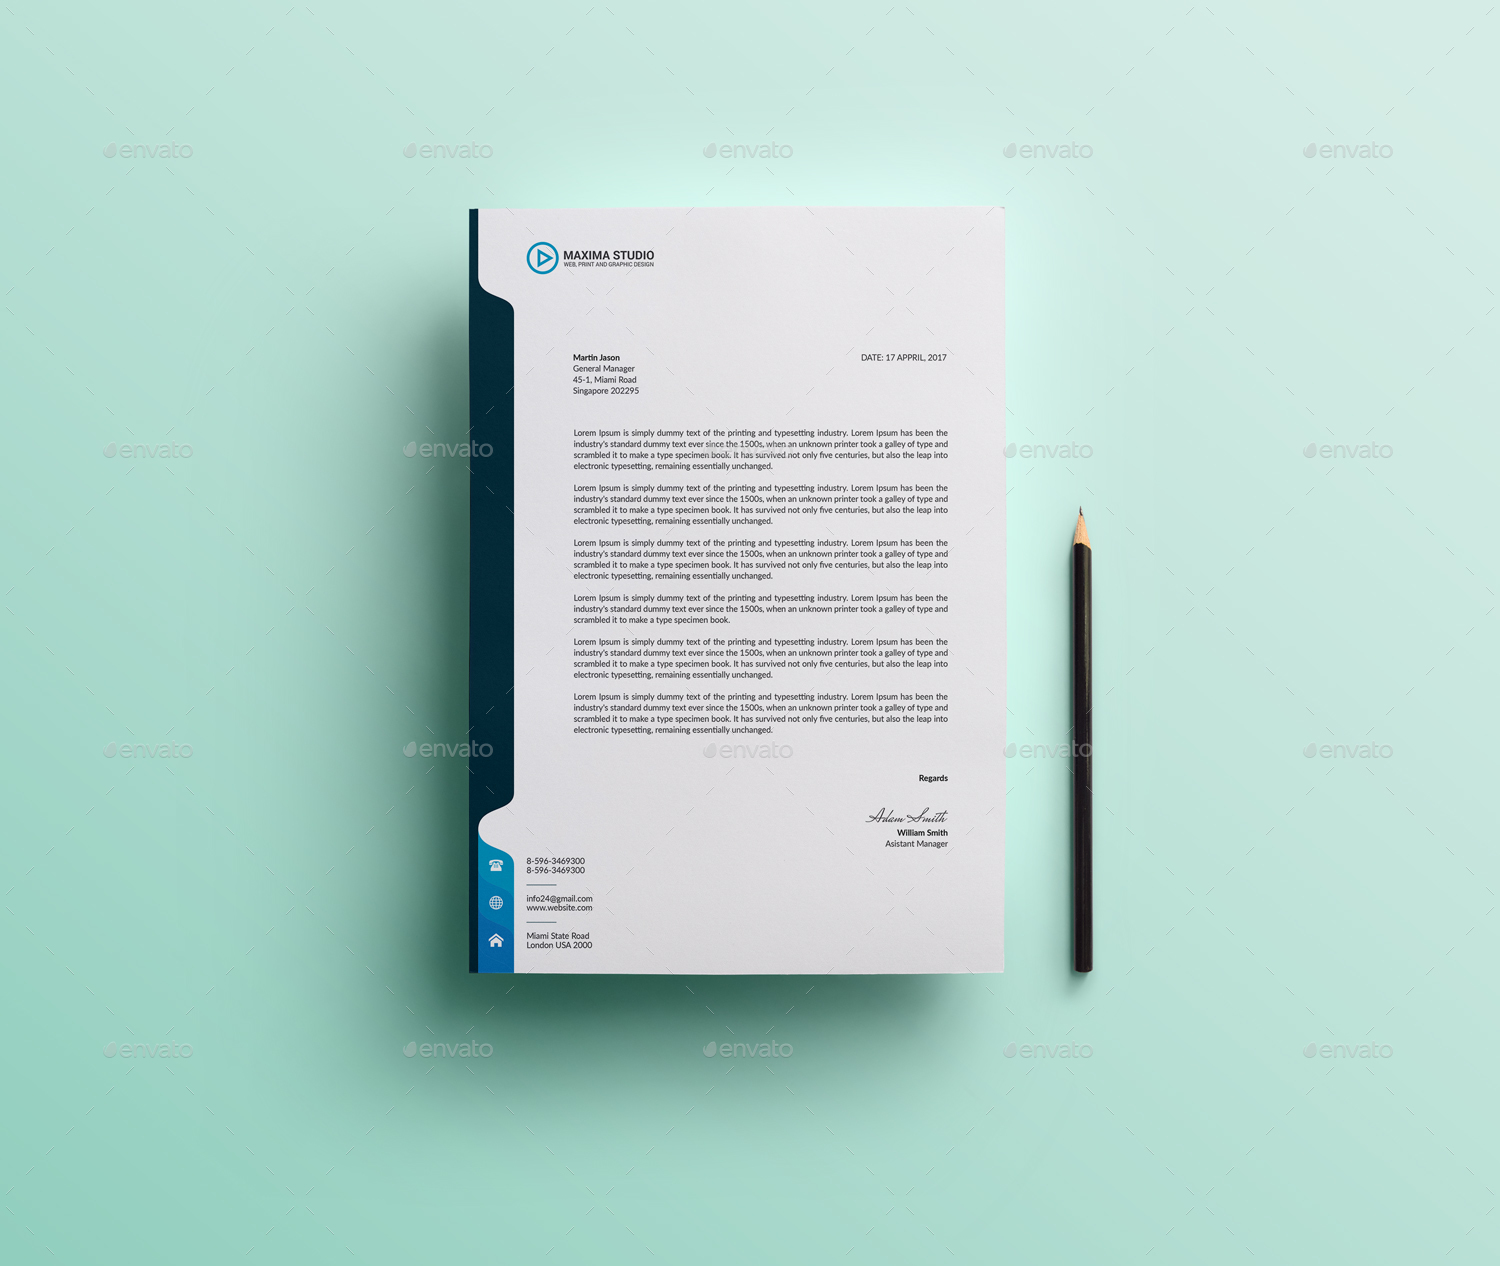 MAXIMA STUDIO
WEB, PRINT AND GRAPHIC DESIGN
Martin Jason
General Manager
45-1, Miami Road
Singapore 202295
DATE: 17 APPRIL, 2017
Lorem Ipsum is simply dummy text of the printing and typesetting industry. Lorem Ipsum has been the
industry's standard dummy text ever since the 1500s, when an unknown printer took a galley of type and
scrambled it to make a type specimen book. It has survived not only five centuries, but also the leap into
electronic typesetting, remaining essentially unchanged.
Lorem Ipsum is simply dummy text of the printing and typesetting industry. Lorem Ipsum has been the
industry's standard dummy text ever since the 1500s, when an unknown printer took a galley of type and
scrambled it to make a type specimen book. It has survived not only five centuries, but also the leap into
electronic typesetting, remaining essentially unchanged.
Lorem Ipsum is simply dummy text of the printing and typesetting industry. Lorem Ipsum has been the
industry's standard dummy text ever since the 1500s, when an unknown printer took a galley of type and
scrambled it to make a type specimen book. It has survived not only five centuries, but also the leap into
electronic typesetting, remaining essentially unchanged.
Lorem Ipsum is simply dummy text of the printing and typesetting industry. Lorem Ipsum has been the
industry's standard dummy text ever since the 1500s, when an unknown printer took a galley of type and
scrambled it to make a type specimen book.
Lorem Ipsum is simply dummy text of the printing and typesetting industry. Lorem Ipsum has been the
industry's standard dummy text ever since the 1500s, when an unknown printer took a galley of type and
scrambled it to make a type specimen book. It has survived not only five centuries, but also the leap into
electronic typesetting, remaining essentially unchanged.
Lorem Ipsum is simply dummy text of the printing and typesetting industry. Lorem Ipsum has been the
industry's standard dummy text ever since the 1500s, when an unknown printer took a galley of type and
scrambled it to make a type specimen book. It has survived not only five centuries, but also the leap into
electronic typesetting, remaining essentially unchanged.
Regards
Adam Smith
William Smith
Asistant Manager
8-596-3469300
8-596-3469300
info24@gmail.com
www.website.com
Miami State Road
London USA 2000
envato envato envato envato envato
envato envato envato envato envato
envato envato envato envato envato
envato envato envato envato envato